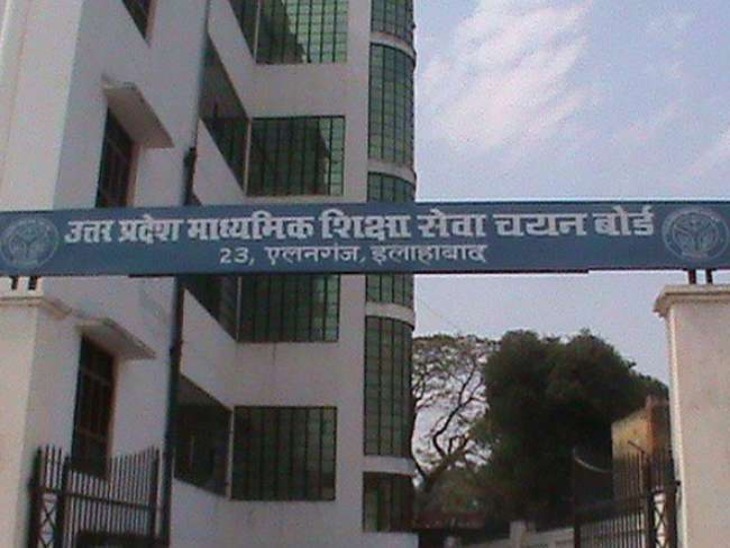 उत्तर प्रदेश माध्यमिक शिक्षा सेवा चयन बोर्ड
23, एलनगंज, इलाहाबाद